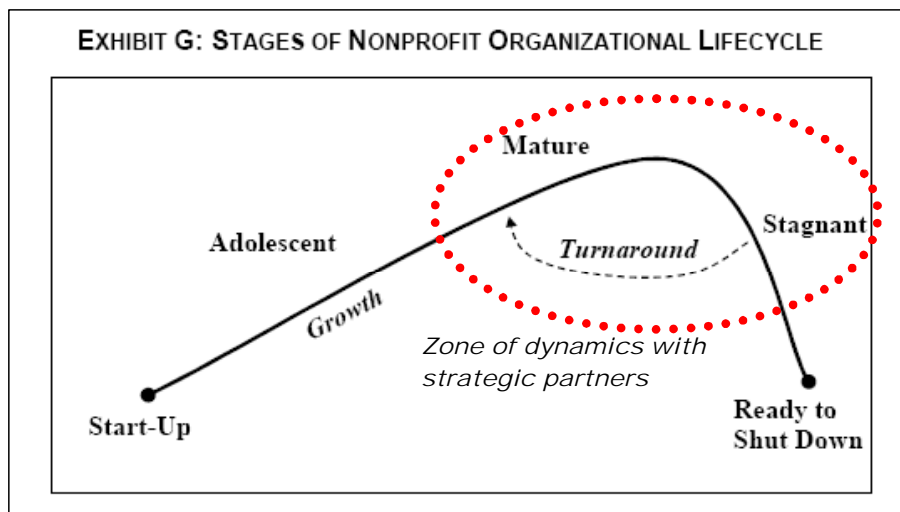 EXHIBIT G: STAGES OF NONPROFIT ORGANIZATIONAL LIFECYCLE
Mature
Adolescent
Stagnant
Turnaround
Growth
Zone of dynamics with
strategic partners
Start-Up
Ready to
Shut Down